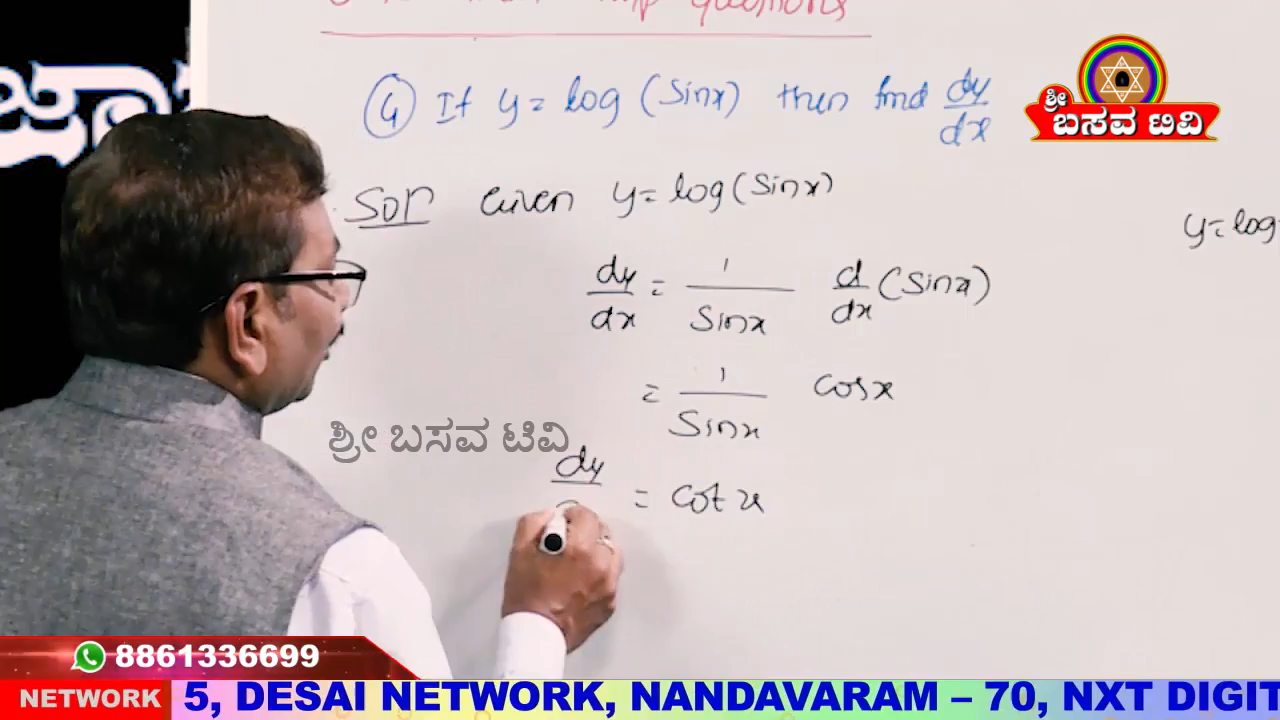 questions
④ If y = log (Sinx) then find dy/dx
Sol Given y = log (Sinx)
y = log
dy/dx = 1/Sinx d/dx (Sinx)
= 1/Sinx Cosx
dy
= Cot x
ಶ್ರೀ
ಬಸವ ಟಿವಿ
ಶ್ರೀ ಬಸವ ಟಿವಿ
8861336699
NETWORK 5, DESAI NETWORK, NANDAVARAM – 70, NXT DIGIT